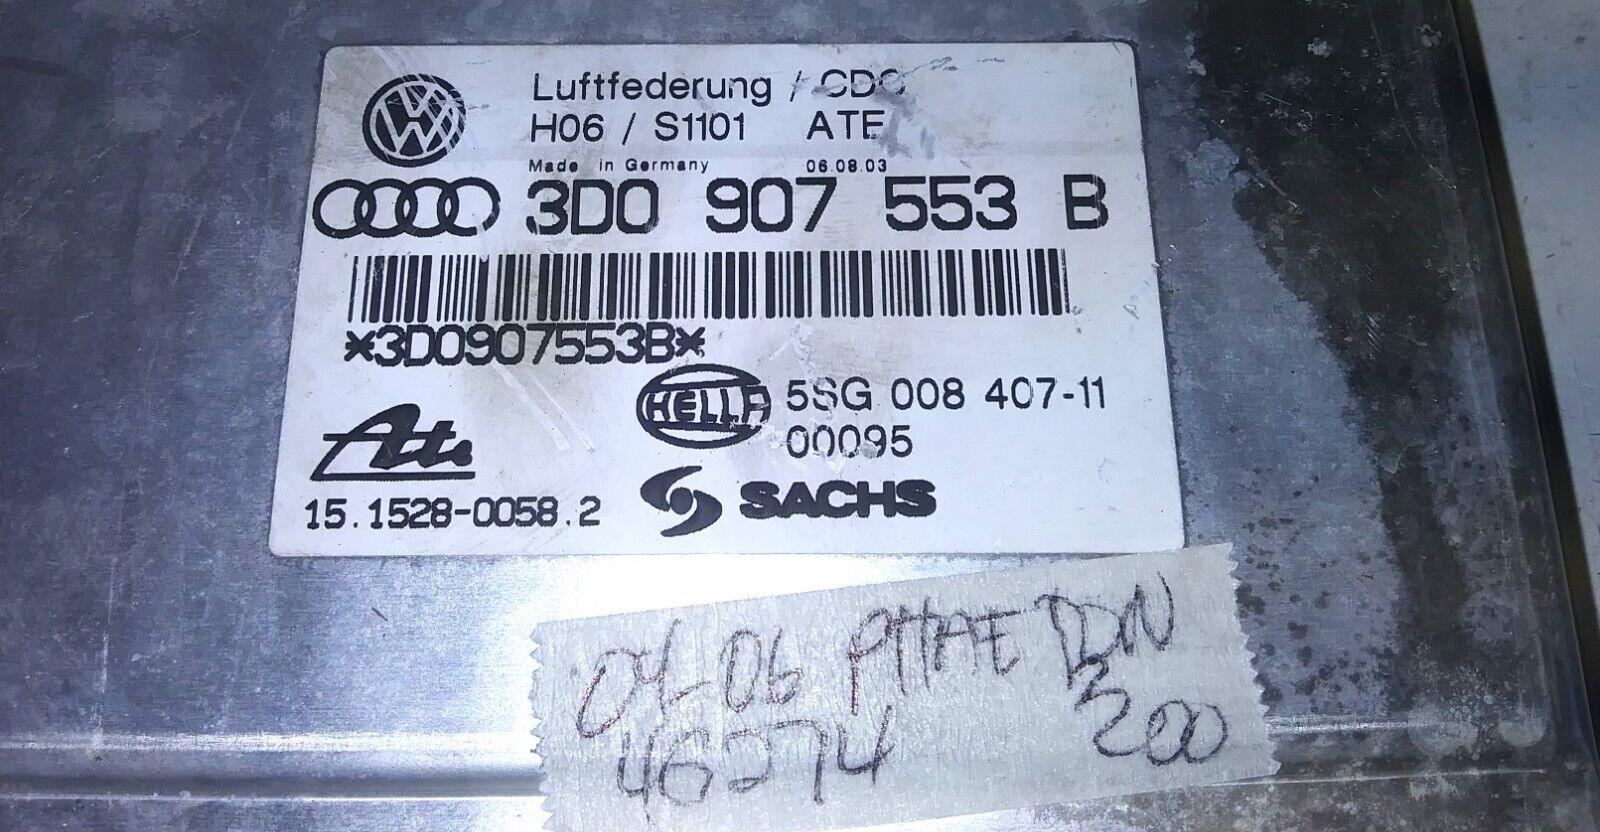 Luftfederung / CDC
H06 / S1101 ATE
Made in Germany 06.08.03
3D0 907 553 B
*3D0907553B*
HELLA 5SG 008 407-11
00095
Ate
15.1528-0058.2
SACHS
04-06 PHAETON
46274 200